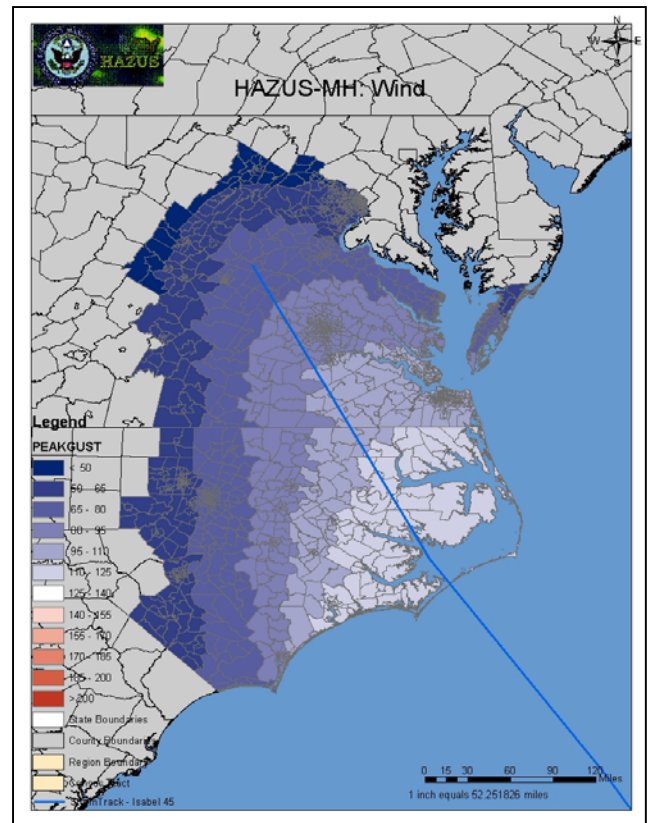 N
W E
S
HAZUS
HAZUS-MH: Wind
Legend
PEAKGUST
< 50
50 - 65
65 - 80
80 - 95
95 - 110
110 - 125
125 - 140
140 - 155
155 - 170
170 - 185
185 - 200
> 200
State Boundaries
County Boundaries
Region Boundary
Census Tract
StormTrack - Isabel 45
0 15 30 60 90 120
Miles
1 inch equals 52.251826 miles